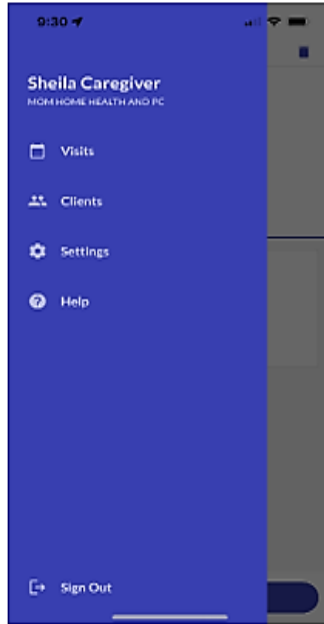 9:30
Sheila Caregiver
MOM HOME HEALTH AND PC
Visits
Clients
Settings
Help
Sign Out